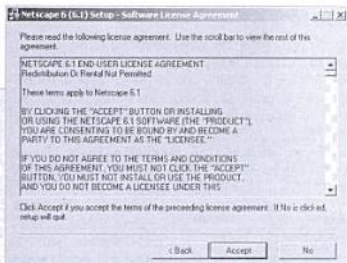 Netscape 6 (6.1) Setup - Software License Agreement
Please read the following license agreement. Use the scroll bar to view the rest of this
agreement.
NETSCAPE 6.1 END-USER LICENSE AGREEMENT
Redistribution Or Rental Not Permitted
These terms apply to Netscape 6.1
BY CLICKING THE "ACCEPT" BUTTON OR INSTALLING
OR USING THE NETSCAPE 6.1 SOFTWARE (THE "PRODUCT"),
YOU ARE CONSENTING TO BE BOUND BY AND BECOME A
PARTY TO THIS AGREEMENT AS THE "LICENSEE."
IF YOU DO NOT AGREE TO THE TERMS AND CONDITIONS
OF THIS AGREEMENT, YOU MUST NOT CLICK THE "ACCEPT"
BUTTON, YOU MUST NOT INSTALL OR USE THE PRODUCT,
AND YOU DO NOT BECOME A LICENSEE UNDER THIS
Click Accept if you accept the terms of the preceeding license agreement. If No is clicked,
setup will quit.
< Back Accept No